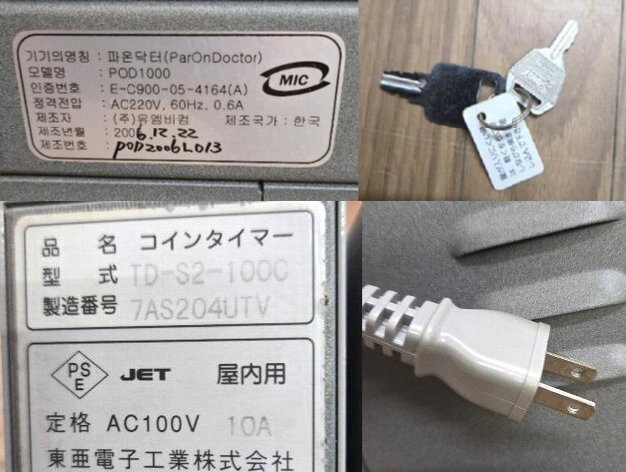 기기의명칭 : 파온닥터(ParOnDoctor)
모델명 : POD1000
인증번호 : E-C900-05-4164(A)
정격전압 : AC220V, 60Hz, 0.6A
제조자 : (주)유엠비컴 제조국가 : 한국
제조년월 : 2006.12.22
제조번호 : POD2006L013
MIC
品名 コインタイマー
型式 TD-S2-100C
製造番号 7AS204UTV
PS
E
JET 屋内用
定格 AC100V 10A
東亜電子工業株式会社